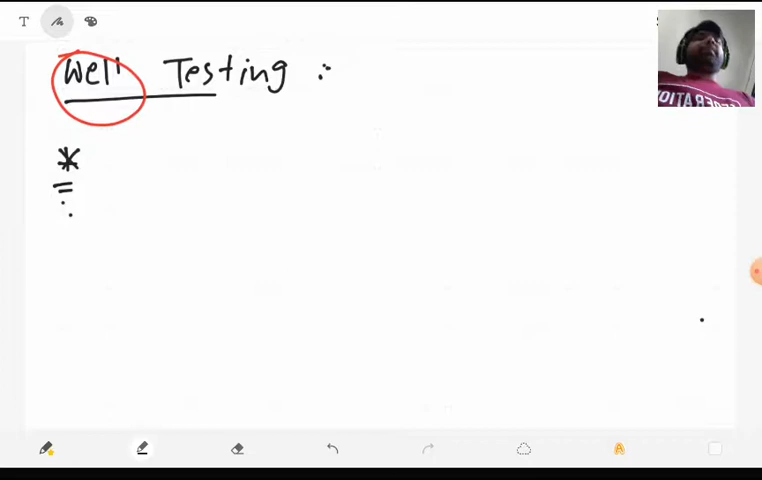 T
Well Testing :-
*
=
A